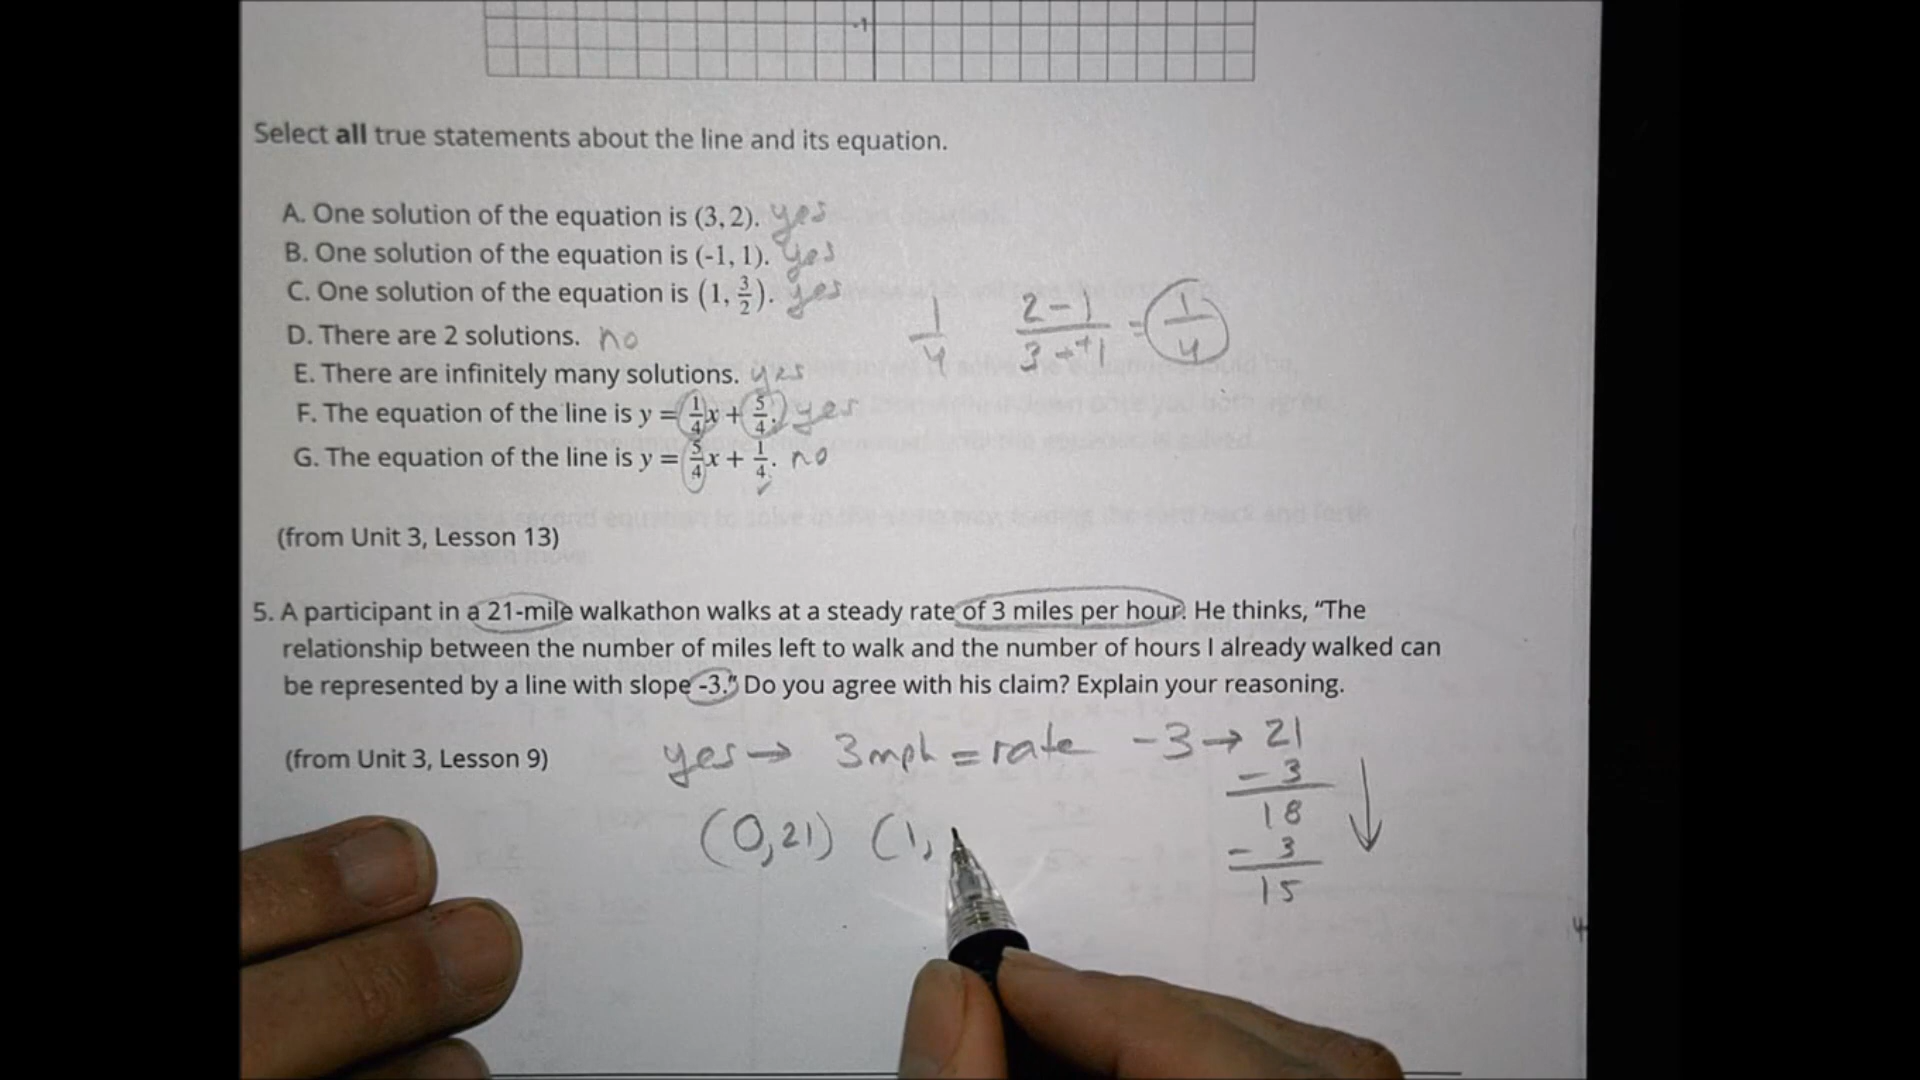 -1
Select all true statements about the line and its equation.
A. One solution of the equation is (3, 2). yes
B. One solution of the equation is (-1, 1). yes
C. One solution of the equation is (1, 3/2). yes
D. There are 2 solutions. no
E. There are infinitely many solutions. yes
F. The equation of the line is y = 1/4 x + 5/4. yes
G. The equation of the line is y = 5/4 x + 1/4. no
1/4
2 - 1
3 + +1
= 1/4
(from Unit 3, Lesson 13)
5. A participant in a 21-mile walkathon walks at a steady rate of 3 miles per hour. He thinks, “The
relationship between the number of miles left to walk and the number of hours I already walked can
be represented by a line with slope -3.” Do you agree with his claim? Explain your reasoning.
(from Unit 3, Lesson 9)
yes → 3mph = rate -3 → 21
- 3
18
- 3
15
(0,21) (1,
4